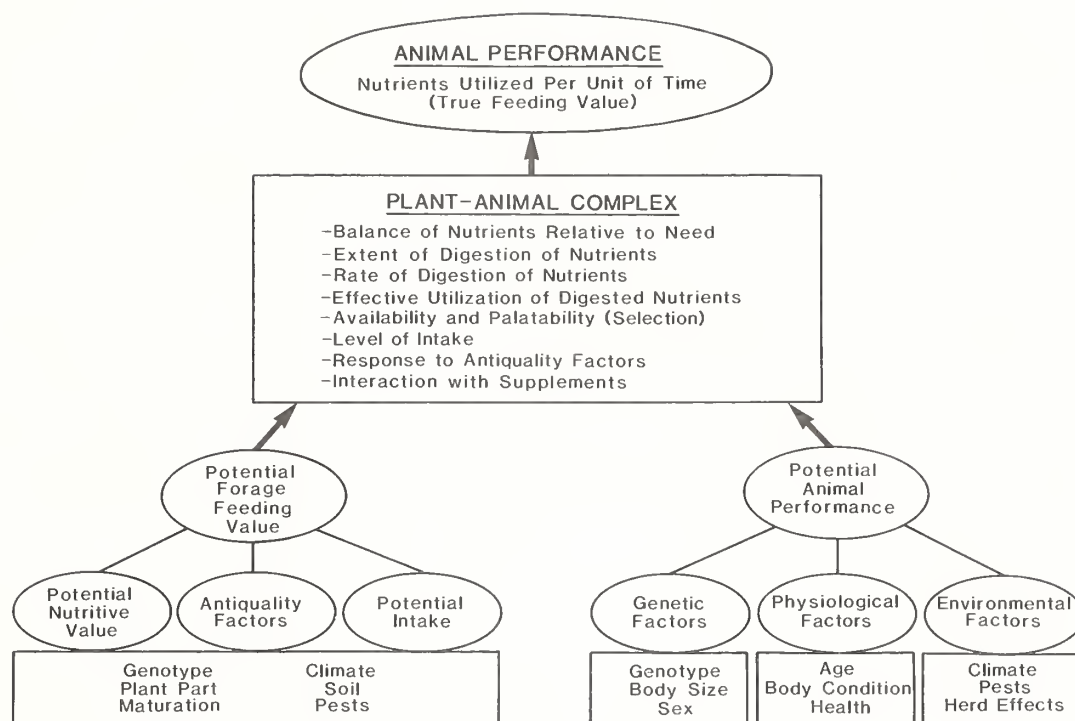 ANIMAL PERFORMANCE
Nutrients Utilized Per Unit of Time
(True Feeding Value)
PLANT-ANIMAL COMPLEX
-Balance of Nutrients Relative to Need
-Extent of Digestion of Nutrients
-Rate of Digestion of Nutrients
-Effective Utilization of Digested Nutrients
-Availability and Palatability (Selection)
-Level of Intake
-Response to Antiquality Factors
-Interaction with Supplements
Potential
Forage
Feeding
Value
Potential
Animal
Performance
Potential
Nutritive
Value
Antiquality
Factors
Potential
Intake
Genetic
Factors
Physiological
Factors
Environmental
Factors
Genotype
Plant Part
Maturation
Climate
Soil
Pests
Genotype
Body Size
Sex
Age
Body Condition
Health
Climate
Pests
Herd Effects